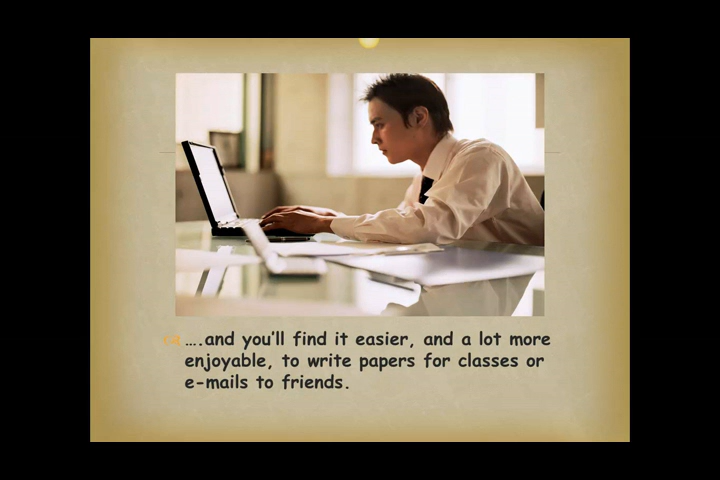 ….and you'll find it easier, and a lot more
enjoyable, to write papers for classes or
e-mails to friends.